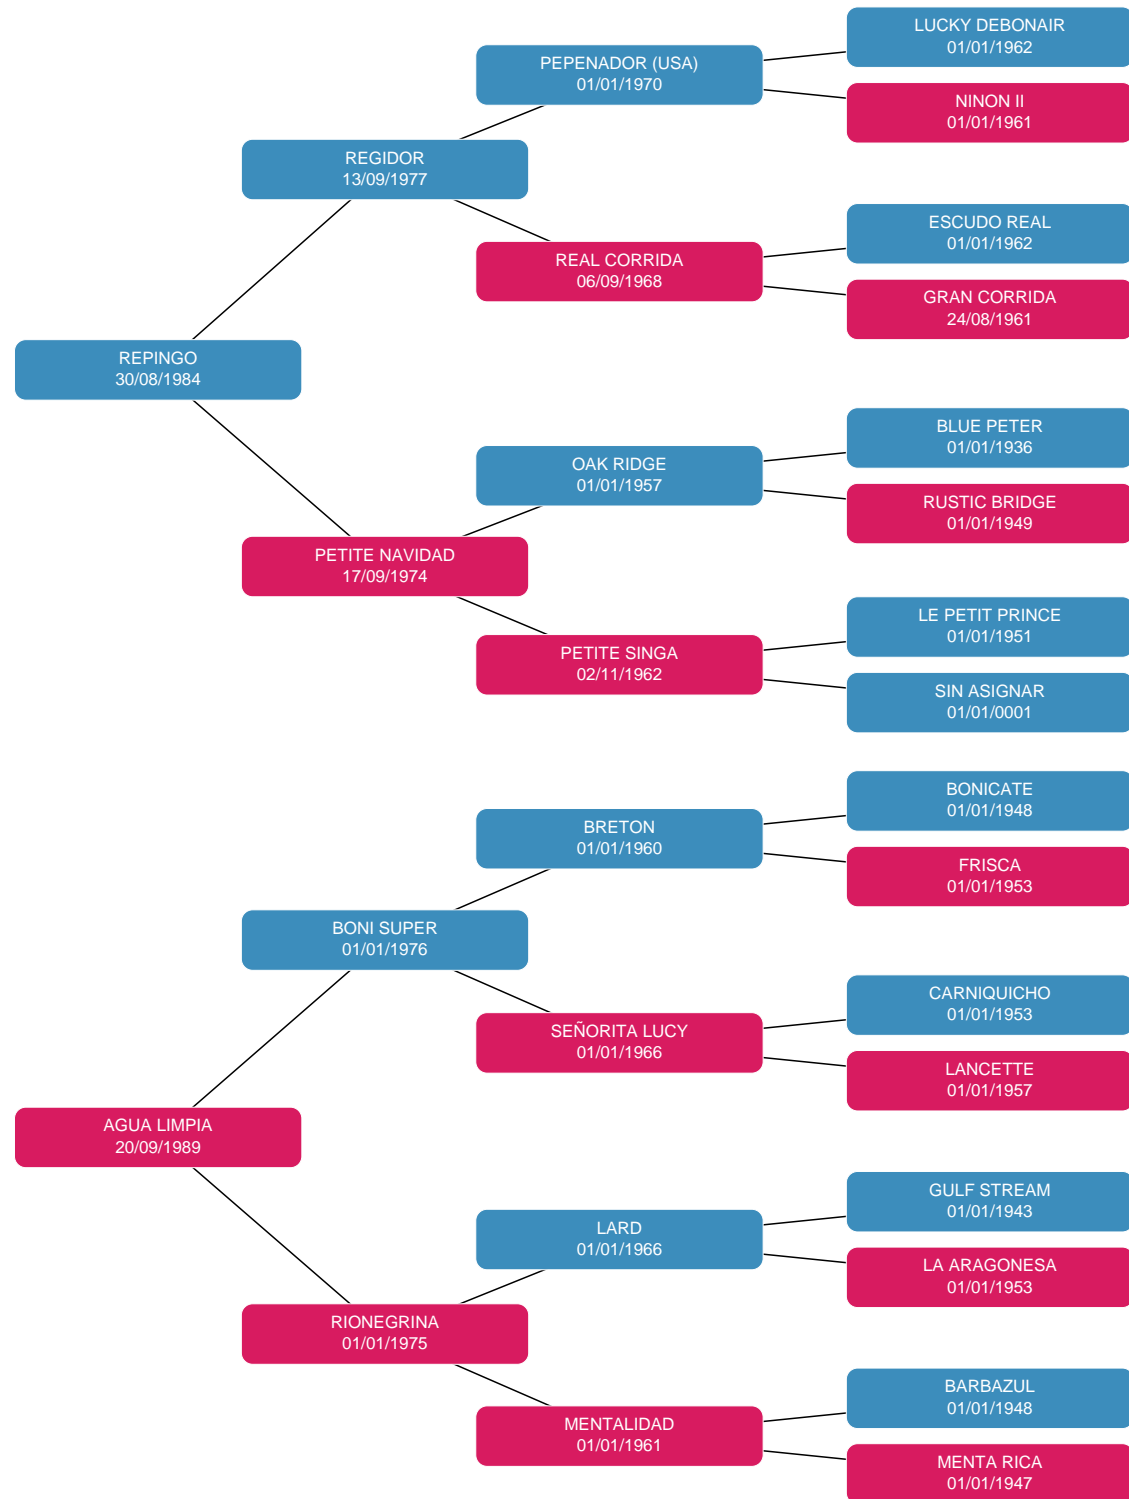 LUCKY DEBONAIR
01/01/1962
PEPENADOR (USA)
01/01/1970
NINON II
01/01/1961
REGIDOR
13/09/1977
ESCUDO REAL
01/01/1962
REAL CORRIDA
06/09/1968
GRAN CORRIDA
24/08/1961
REPINGO
30/08/1984
BLUE PETER
01/01/1936
OAK RIDGE
01/01/1957
RUSTIC BRIDGE
01/01/1949
PETITE NAVIDAD
17/09/1974
LE PETIT PRINCE
01/01/1951
PETITE SINGA
02/11/1962
SIN ASIGNAR
01/01/0001
BONICATE
01/01/1948
BRETON
01/01/1960
FRISCA
01/01/1953
BONI SUPER
01/01/1976
CARNIQUICHO
01/01/1953
SEÑORITA LUCY
01/01/1966
LANCETTE
01/01/1957
AGUA LIMPIA
20/09/1989
GULF STREAM
01/01/1943
LARD
01/01/1966
LA ARAGONESA
01/01/1953
RIONEGRINA
01/01/1975
BARBAZUL
01/01/1948
MENTALIDAD
01/01/1961
MENTA RICA
01/01/1947